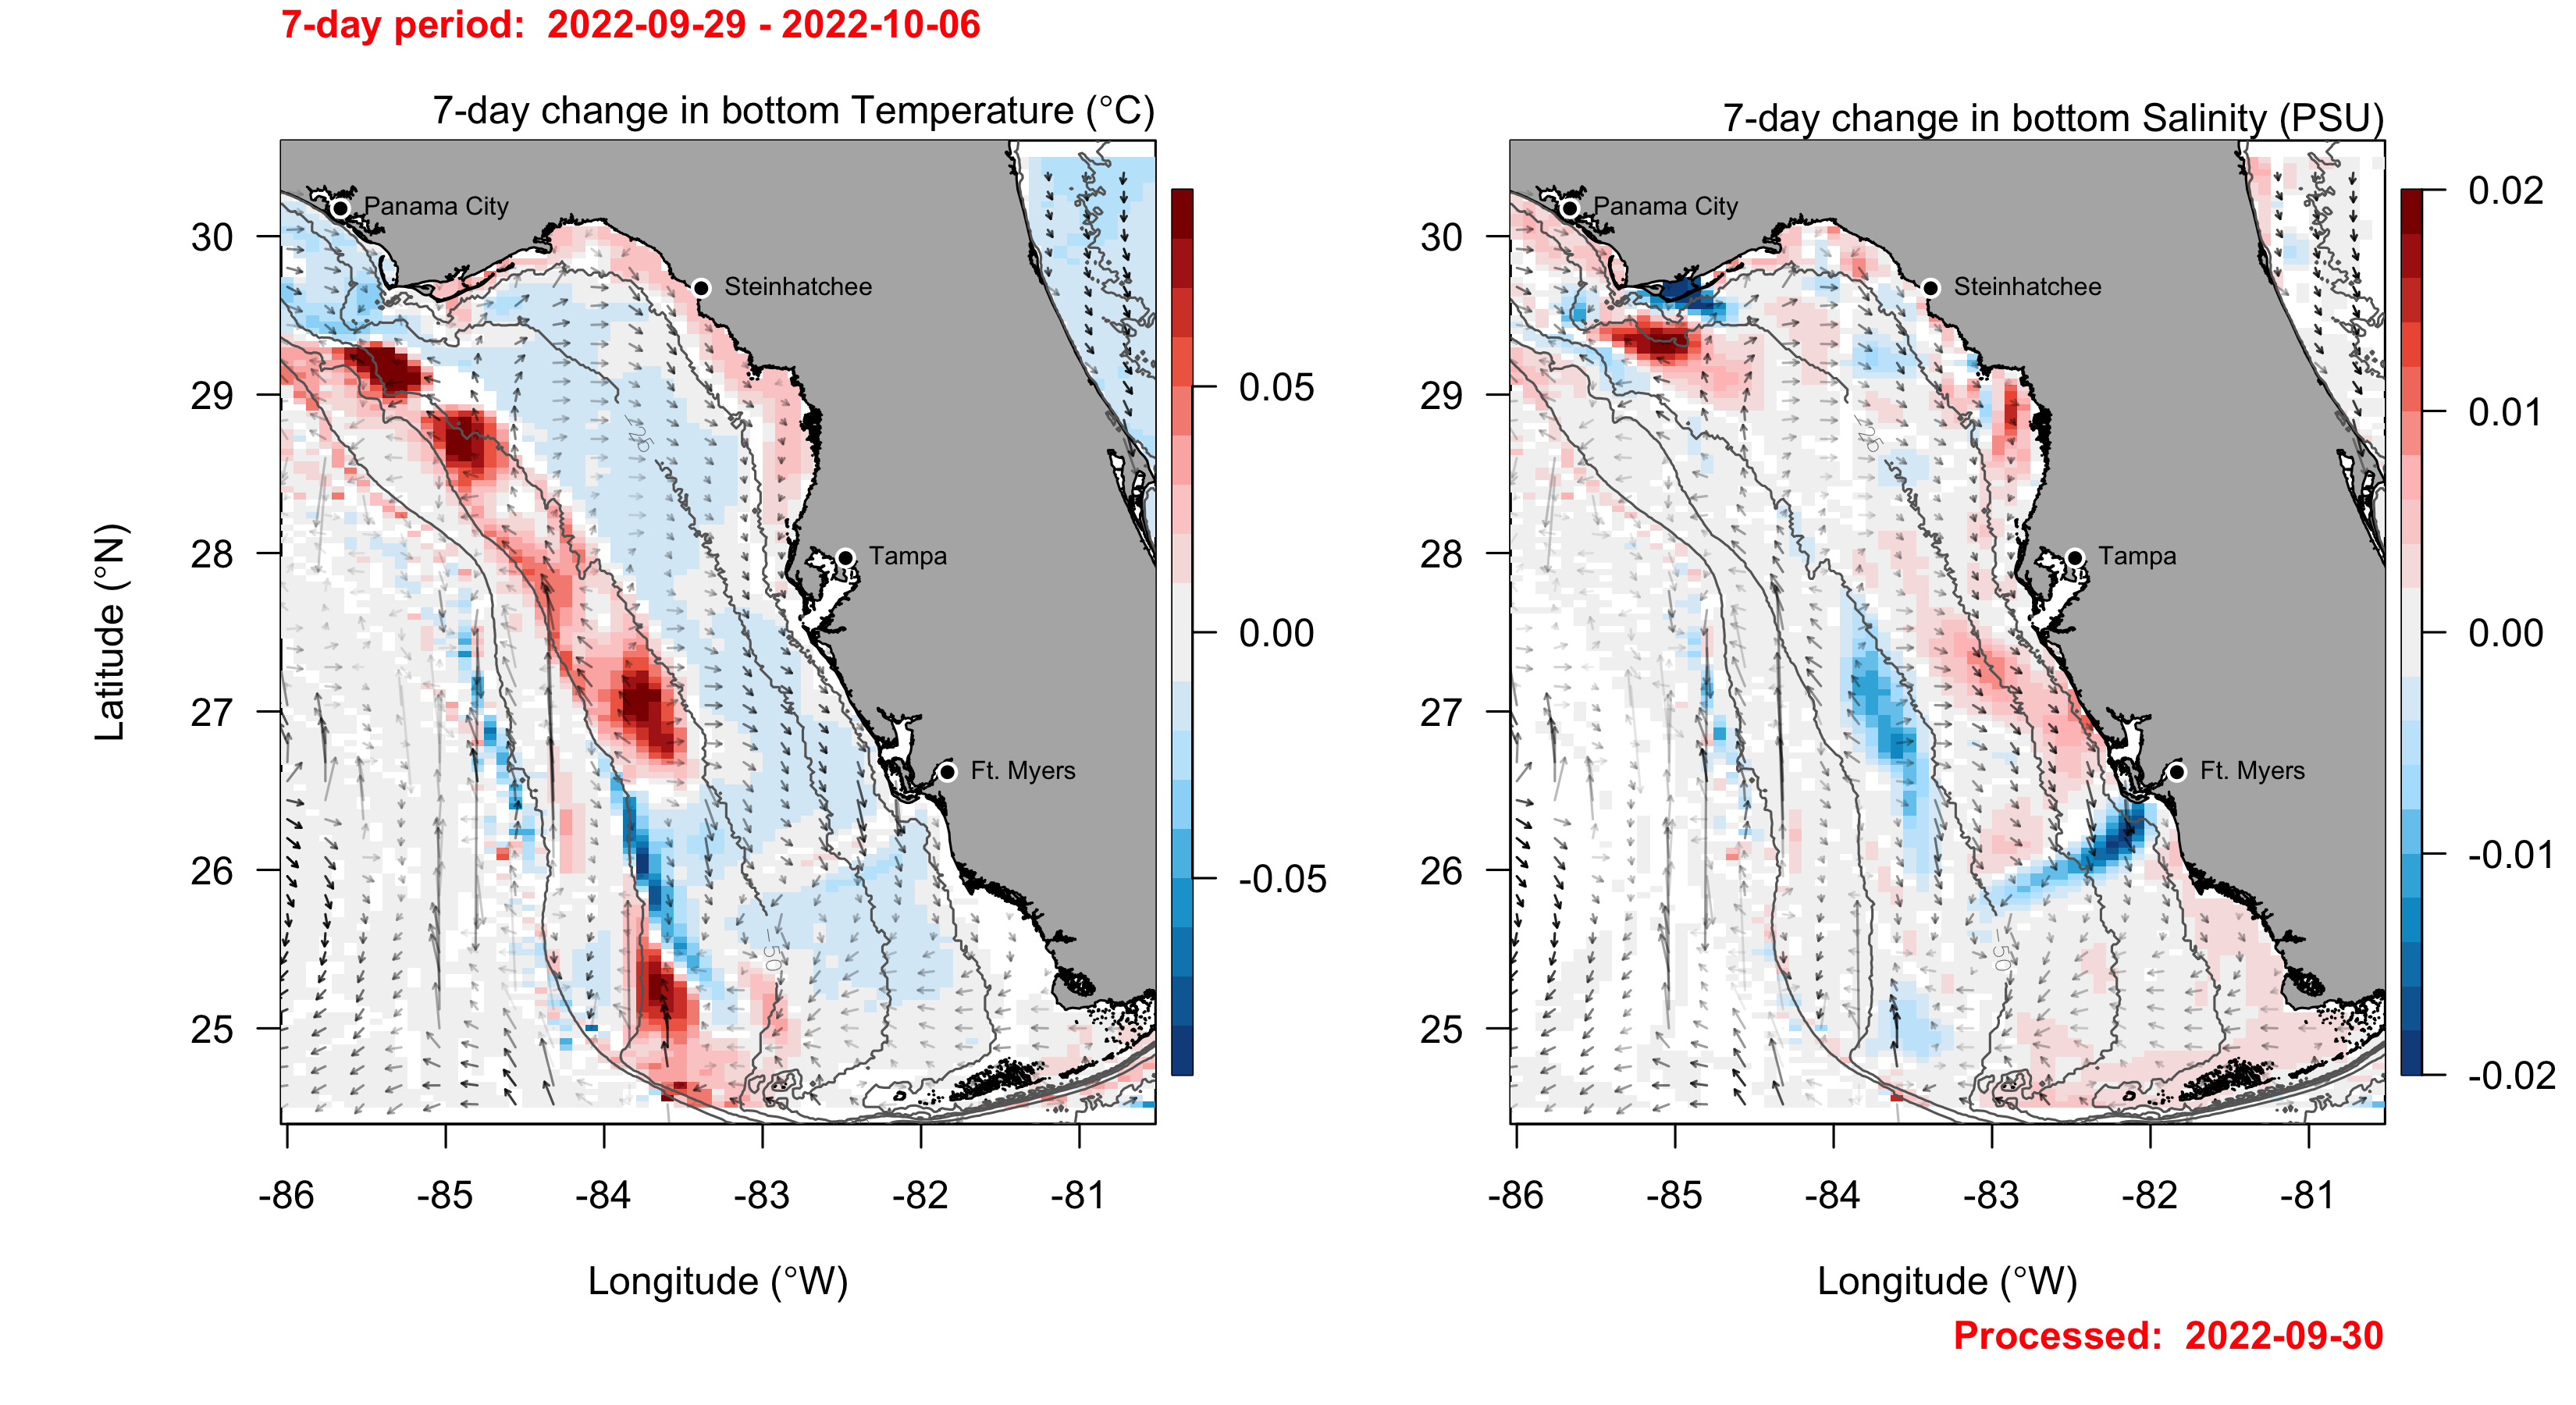 7-day period:  2022-09-29 - 2022-10-06
7-day change in bottom Temperature (°C)
7-day change in bottom Salinity (PSU)
Panama City
Steinhatchee
Tampa
Ft. Myers
-25
-50
30
29
28
27
26
25
Latitude (°N)
-86 -85 -84 -83 -82 -81
Longitude (°W)
0.05
0.00
-0.05
Panama City
Steinhatchee
Tampa
Ft. Myers
-25
-50
30
29
28
27
26
25
-86 -85 -84 -83 -82 -81
Longitude (°W)
0.02
0.01
0.00
-0.01
-0.02
Processed:  2022-09-30